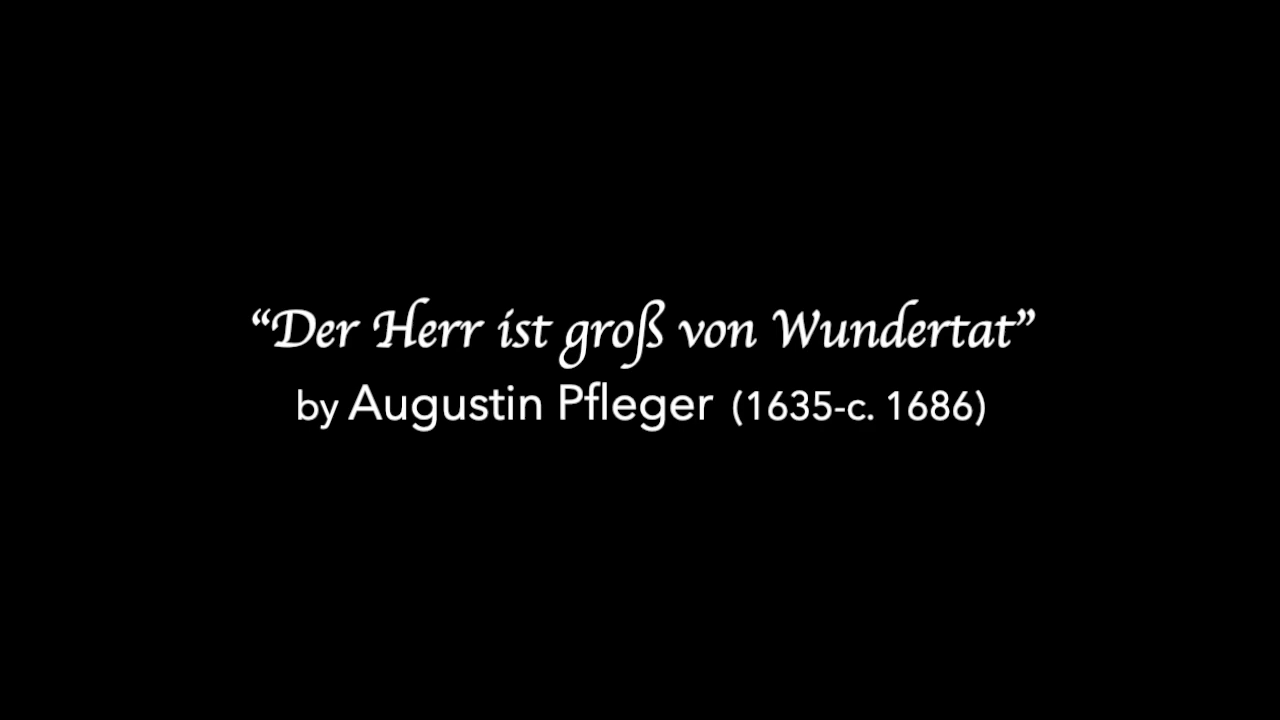 “Der Herr ist groß von Wundertat”
by Augustin Pfleger (1635-c. 1686)